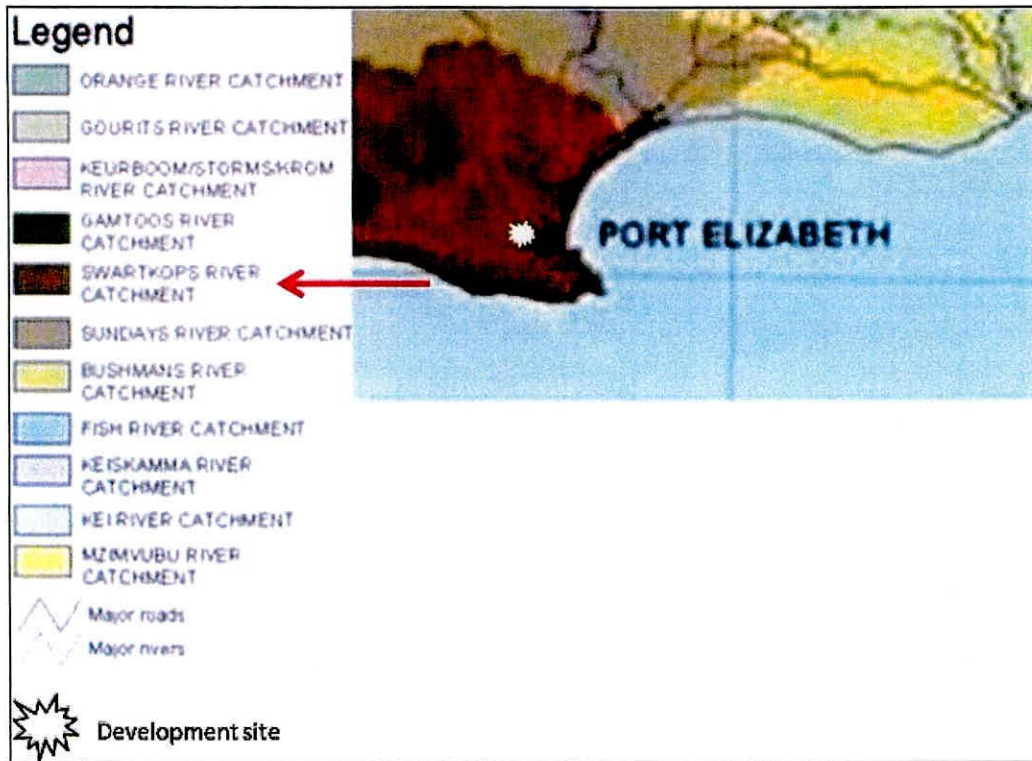 Legend
ORANGE RIVER CATCHMENT
GOURITS RIVER CATCHMENT
KEURBOOM/STORMS/KROM
RIVER CATCHMENT
GAMTOOS RIVER
CATCHMENT
SWARTKOPS RIVER
CATCHMENT
SUNDAYS RIVER CATCHMENT
BUSHMANS RIVER
CATCHMENT
FISH RIVER CATCHMENT
KEISKAMMA RIVER
CATCHMENT
KEI RIVER CATCHMENT
MZIMVUBU RIVER
CATCHMENT
Major roads
Major rivers
Development site
PORT ELIZABETH